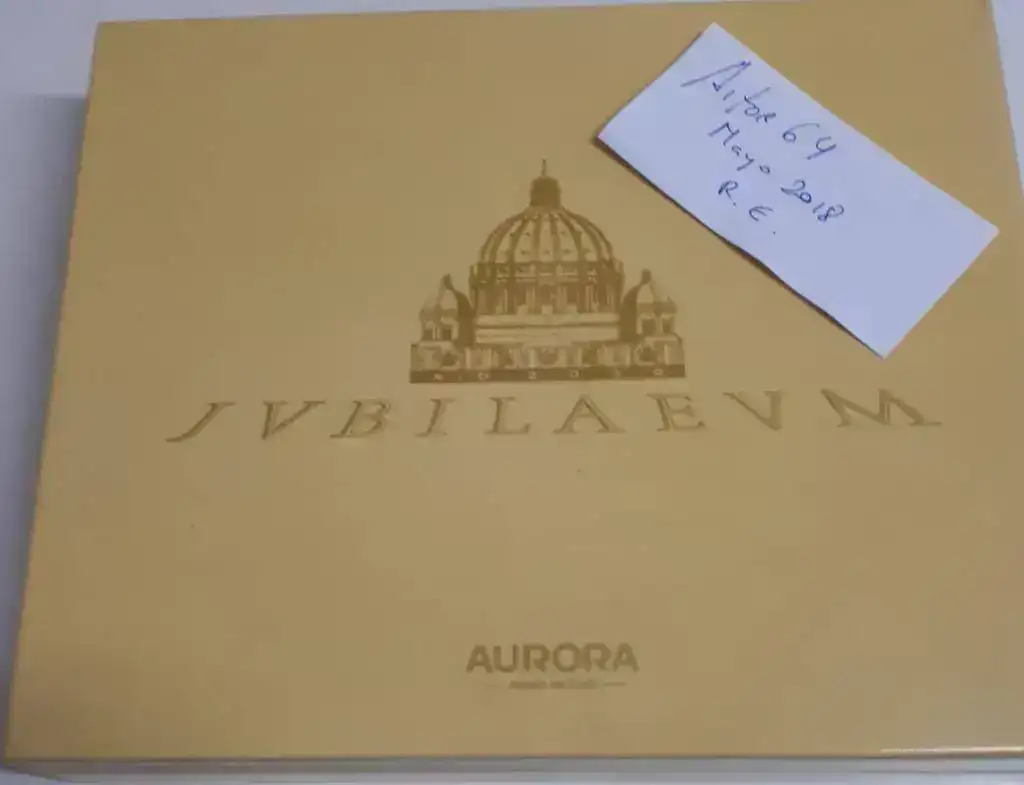 Aitor 64
Mayo 2018
R. E.
JVBILAEVM
AURORA